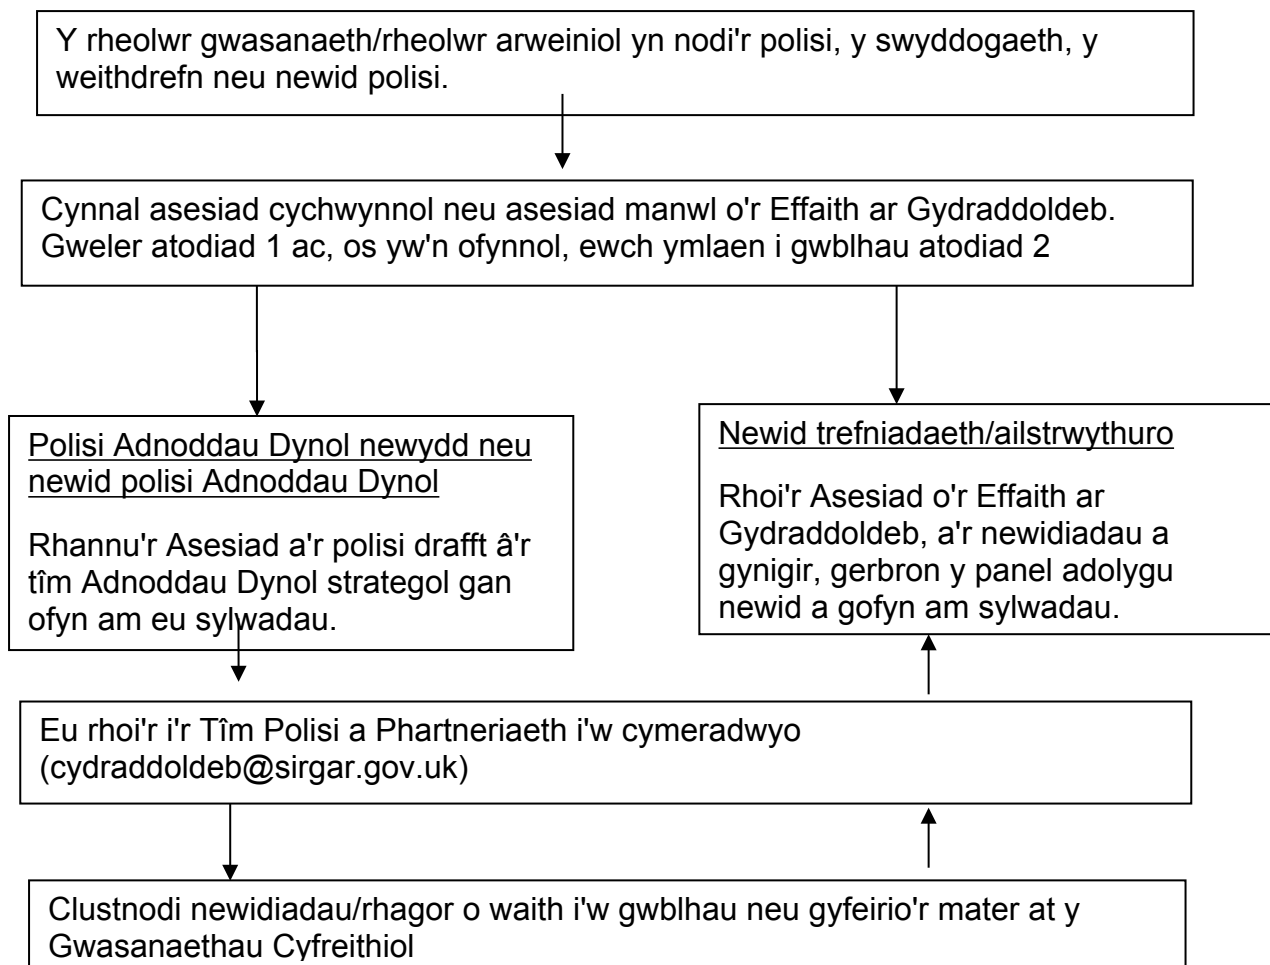 Y rheolwr gwasanaeth/rheolwr arweiniol yn nodi'r polisi, y swyddogaeth, y
weithdrefn neu newid polisi.
Cynnal asesiad cychwynnol neu asesiad manwl o'r Effaith ar Gydraddoldeb.
Gweler atodiad 1 ac, os yw'n ofynnol, ewch ymlaen i gwblhau atodiad 2
Polisi Adnoddau Dynol newydd neu
newid polisi Adnoddau Dynol
Rhannu'r Asesiad a'r polisi drafft â'r
tîm Adnoddau Dynol strategol gan
ofyn am eu sylwadau.
Newid trefniadaeth/ailstrwythuro
Rhoi'r Asesiad o'r Effaith ar
Gydraddoldeb, a'r newidiadau a
gynigir, gerbron y panel adolygu
newid a gofyn am sylwadau.
Eu rhoi'r i'r Tîm Polisi a Phartneriaeth i'w cymeradwyo
(cydraddoldeb@sirgar.gov.uk)
Clustnodi newidiadau/rhagor o waith i'w gwblhau neu gyfeirio'r mater at y
Gwasanaethau Cyfreithiol